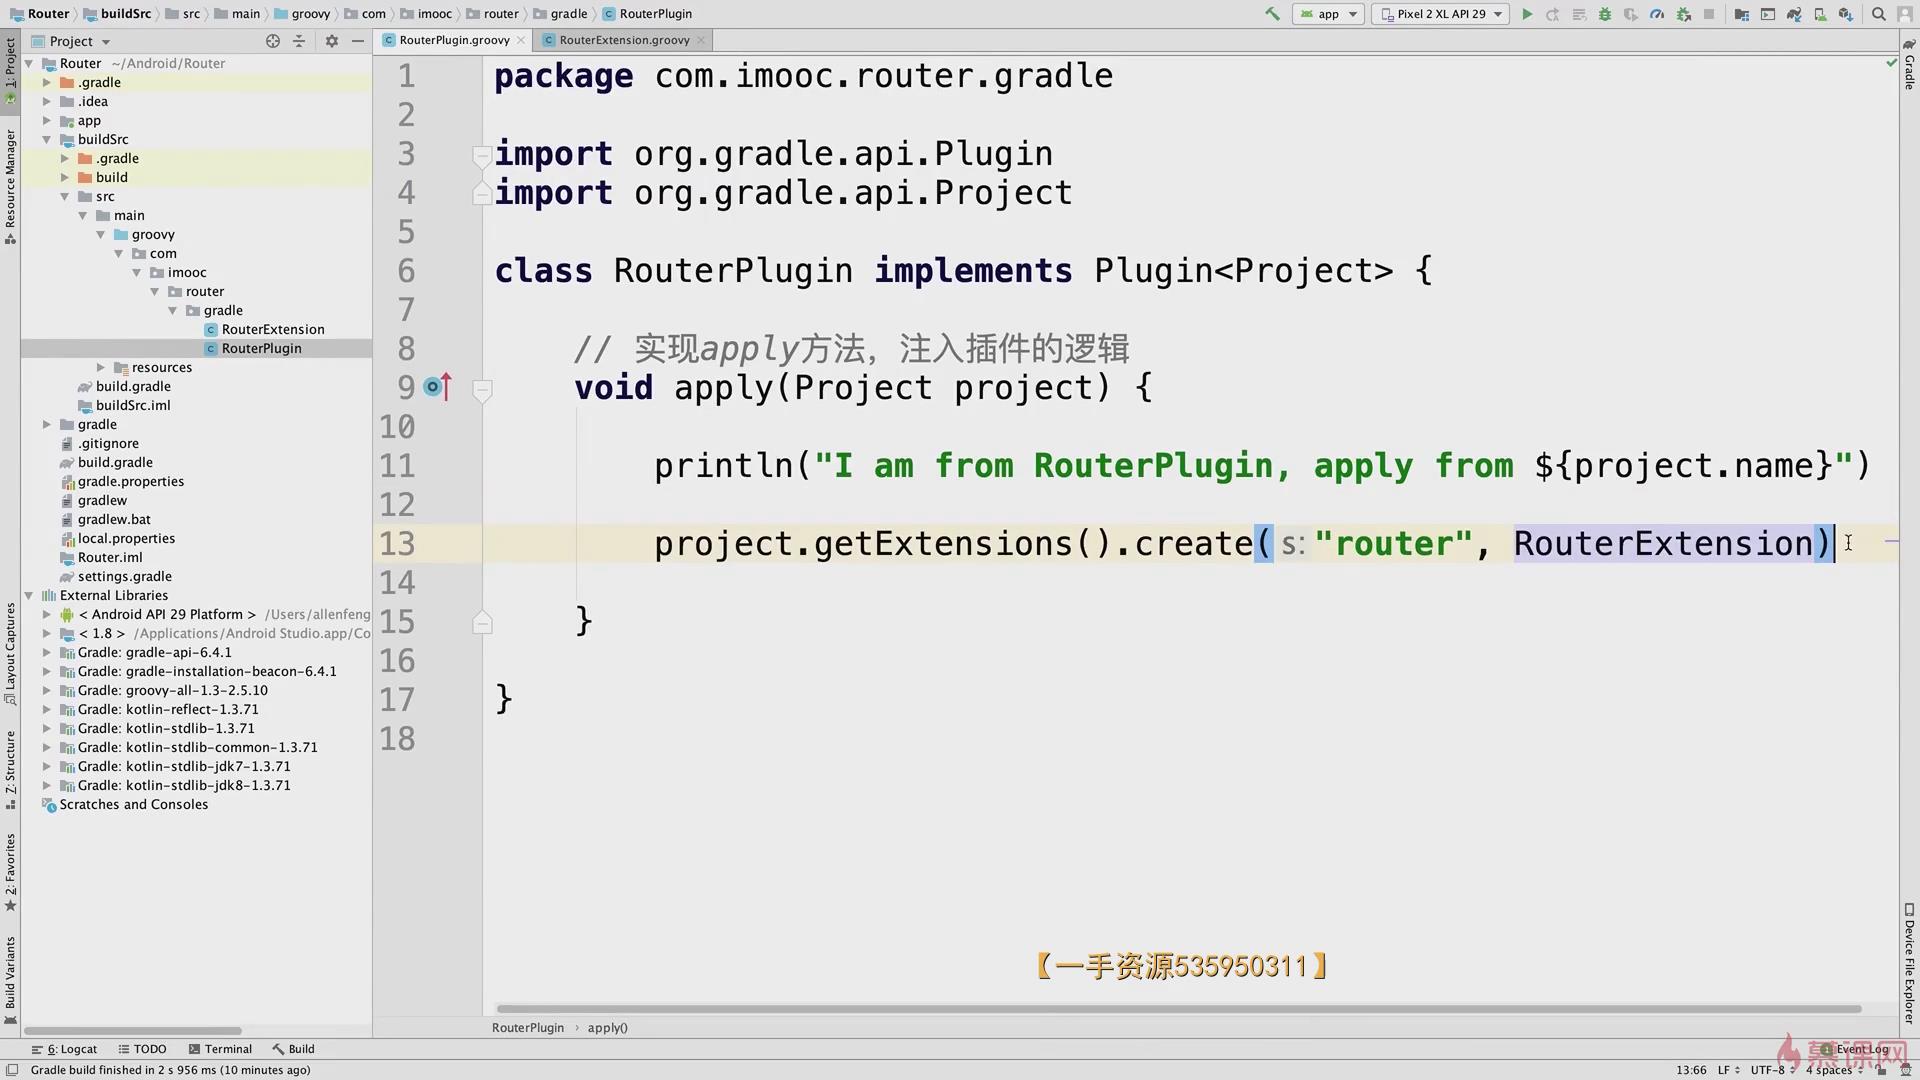 Router buildSrc src main groovy com imooc router gradle RouterPlugin app Pixel 2 XL API 29
Project RouterPlugin.groovy RouterExtension.groovy
Router ~/Android/Router
.gradle
.idea
app
buildSrc
.gradle
build
src
main
groovy
com
imooc
router
gradle
RouterExtension
RouterPlugin
resources
build.gradle
buildSrc.iml
gradle
.gitignore
build.gradle
gradle.properties
gradlew
gradlew.bat
local.properties
Router.iml
settings.gradle
External Libraries
< Android API 29 Platform > /Users/allenfeng
< 1.8 > /Applications/Android Studio.app/Co
Gradle: gradle-api-6.4.1
Gradle: gradle-installation-beacon-6.4.1
Gradle: groovy-all-1.3-2.5.10
Gradle: kotlin-reflect-1.3.71
Gradle: kotlin-stdlib-1.3.71
Gradle: kotlin-stdlib-common-1.3.71
Gradle: kotlin-stdlib-jdk7-1.3.71
Gradle: kotlin-stdlib-jdk8-1.3.71
Scratches and Consoles
1: Project
Resource Manager
Layout Captures
Z: Structure
2: Favorites
Build Variants
1 package com.imooc.router.gradle
2
3 import org.gradle.api.Plugin
4 import org.gradle.api.Project
5
6 class RouterPlugin implements Plugin<Project> {
7
8 // 实现apply方法，注入插件的逻辑
9 void apply(Project project) {
10
11 println("I am from RouterPlugin, apply from ${project.name}")
12
13 project.getExtensions().create( s: "router", RouterExtension)
14
15 }
16
17 }
18
【一手资源535950311】
RouterPlugin › apply()
Gradle
Device File Explorer
6: Logcat TODO Terminal Build Event Log
慕课网
Gradle build finished in 2 s 956 ms (10 minutes ago) 13:66 LF UTF-8 4 spaces